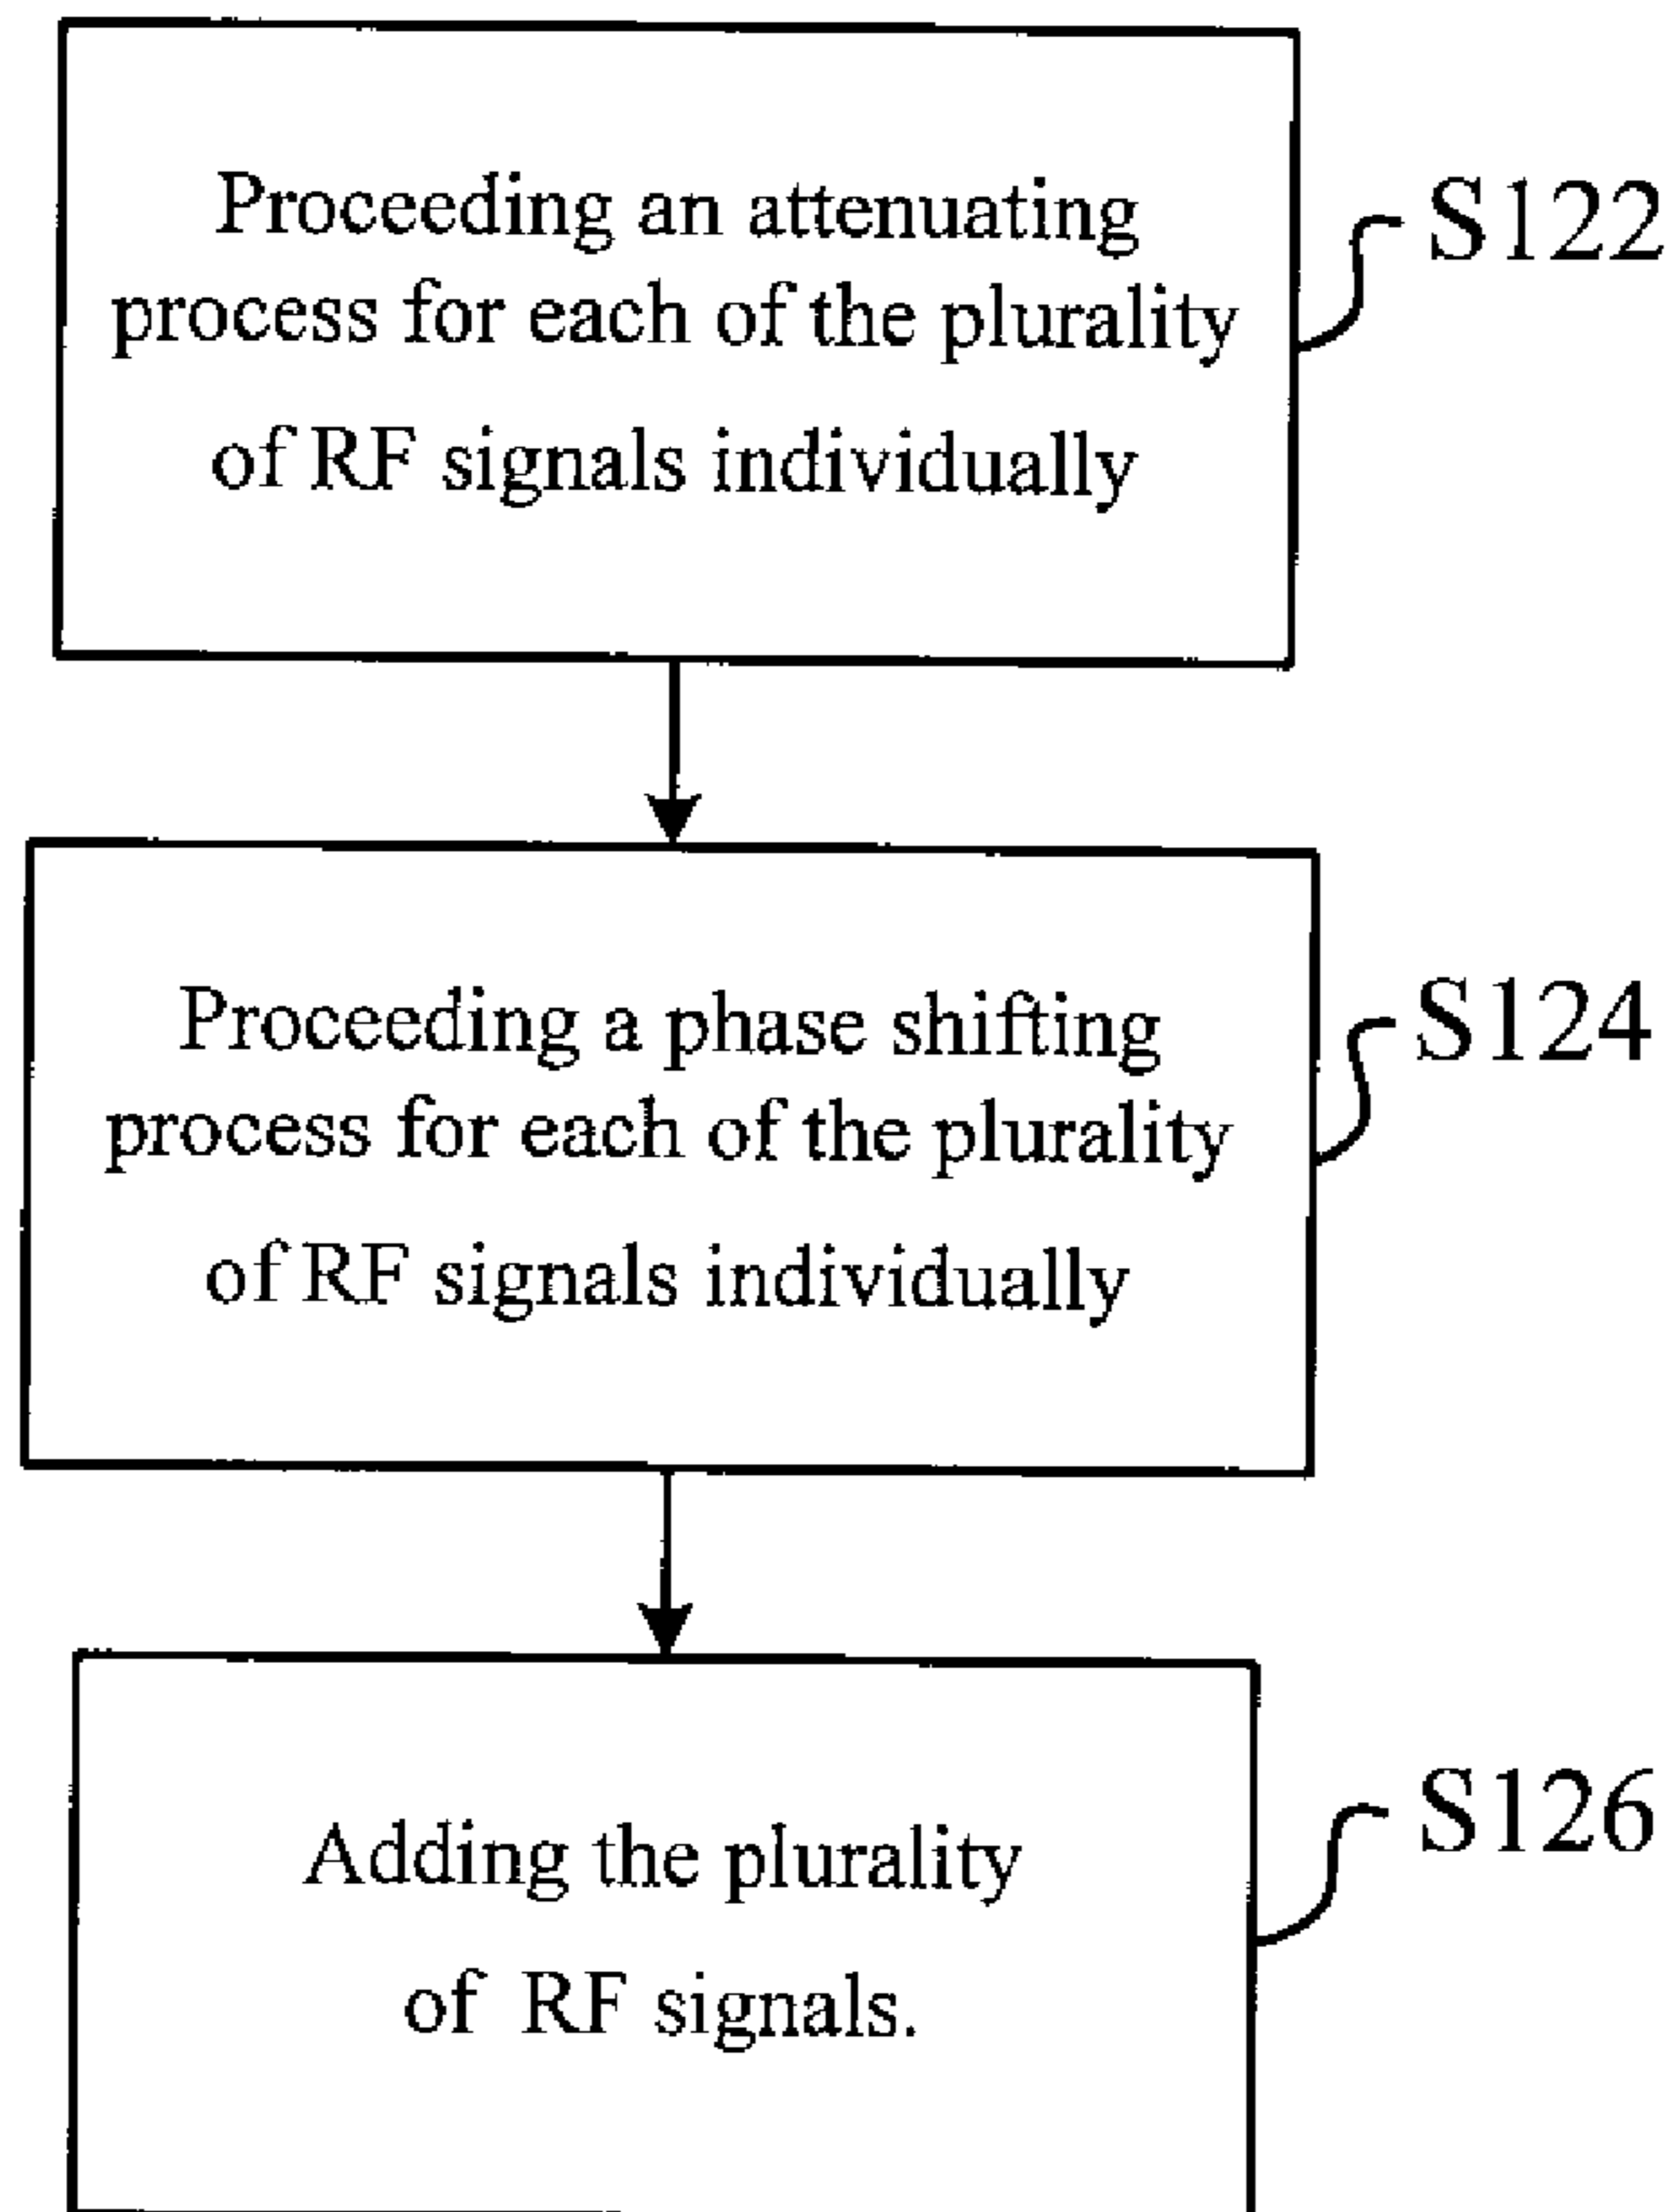 Proceeding an attenuating
process for each of the plurality
of RF signals individually
S122
Proceeding a phase shifting
process for each of the plurality
of RF signals individually
S124
Adding the plurality
of RF signals.
S126